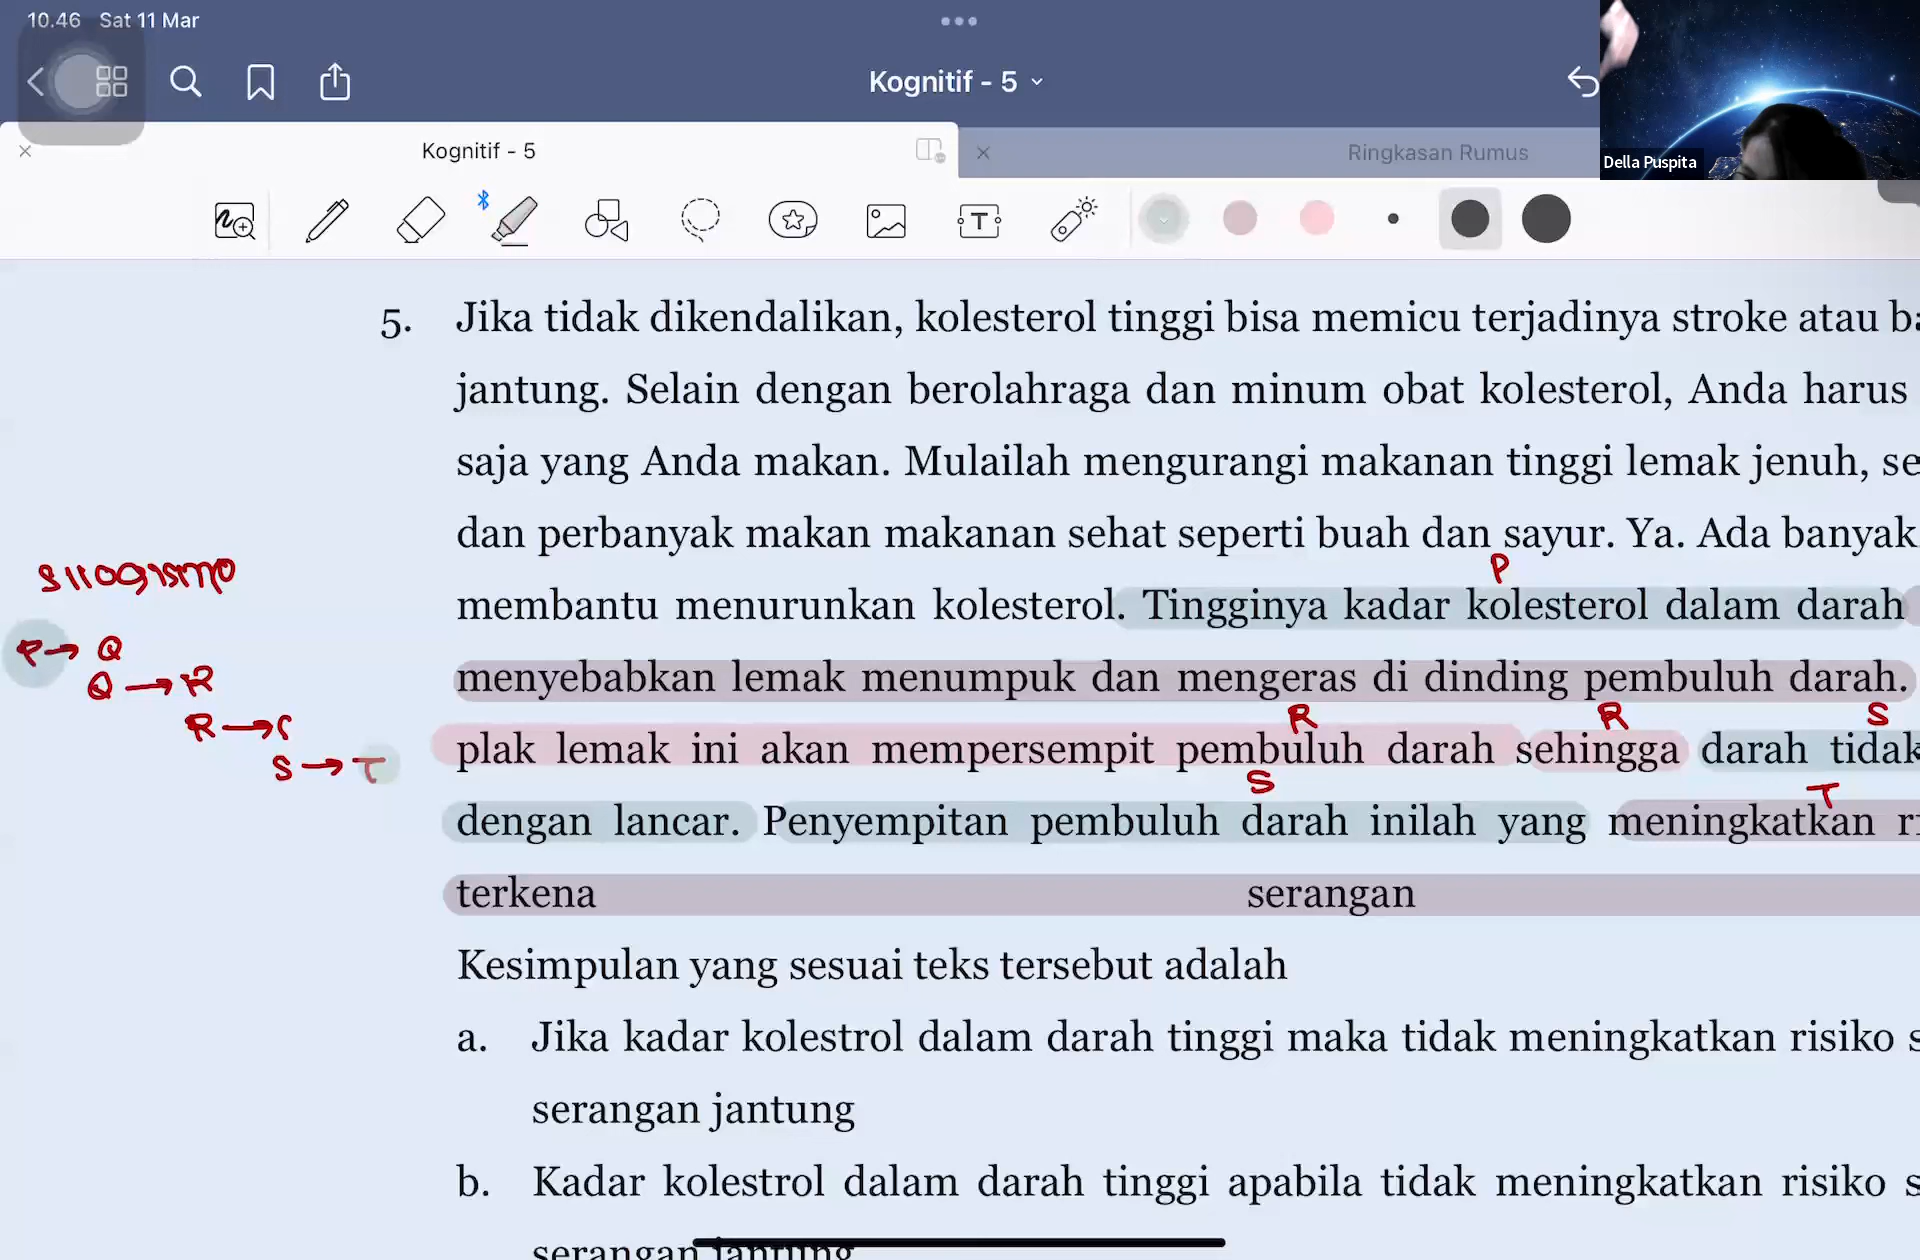 10.46 Sat 11 Mar
Kognitif - 5
Della Puspita
Kognitif - 5
Ringkasan Rumus
T
5. Jika tidak dikendalikan, kolesterol tinggi bisa memicu terjadinya stroke atau
jantung. Selain dengan berolahraga dan minum obat kolesterol, Anda harus
saja yang Anda makan. Mulailah mengurangi makanan tinggi lemak jenuh,
dan perbanyak makan makanan sehat seperti buah dan sayur. Ya. Ada banyak
P
membantu menurunkan kolesterol. Tingginya kadar kolesterol dalam darah
menyebabkan lemak menumpuk dan mengeras di dinding pembuluh darah.
R R S
plak lemak ini akan mempersempit pembuluh darah sehingga darah tidak
S T
dengan lancar. Penyempitan pembuluh darah inilah yang meningkatkan
terkena serangan
Kesimpulan yang sesuai teks tersebut adalah
a. Jika kadar kolestrol dalam darah tinggi maka tidak meningkatkan risiko
serangan jantung
b. Kadar kolestrol dalam darah tinggi apabila tidak meningkatkan risiko
serangan jantung
silogisme
P → Q
Q → R
R → S
S → T